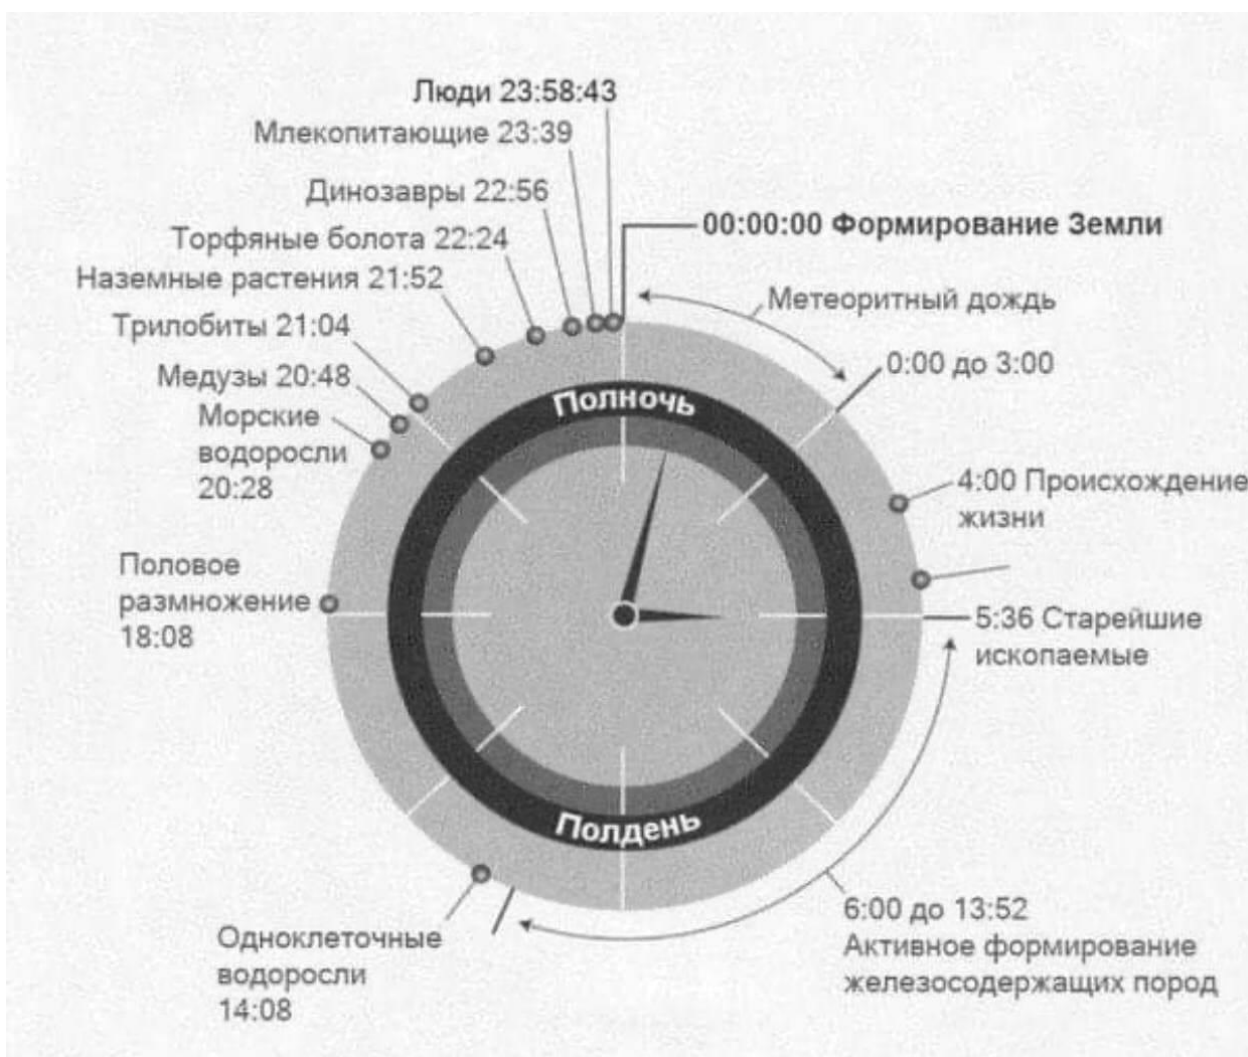 Люди 23:58:43
Млекопитающие 23:39
Динозавры 22:56
Торфяные болота 22:24
Наземные растения 21:52
Трилобиты 21:04
Медузы 20:48
Морские
водоросли
20:28
Половое
размножение
18:08
Одноклеточные
водоросли
14:08
00:00:00 Формирование Земли
Метеоритный дождь
0:00 до 3:00
4:00 Происхождение
жизни
5:36 Старейшие
ископаемые
6:00 до 13:52
Активное формирование
железосодержащих пород
Полночь
Полдень